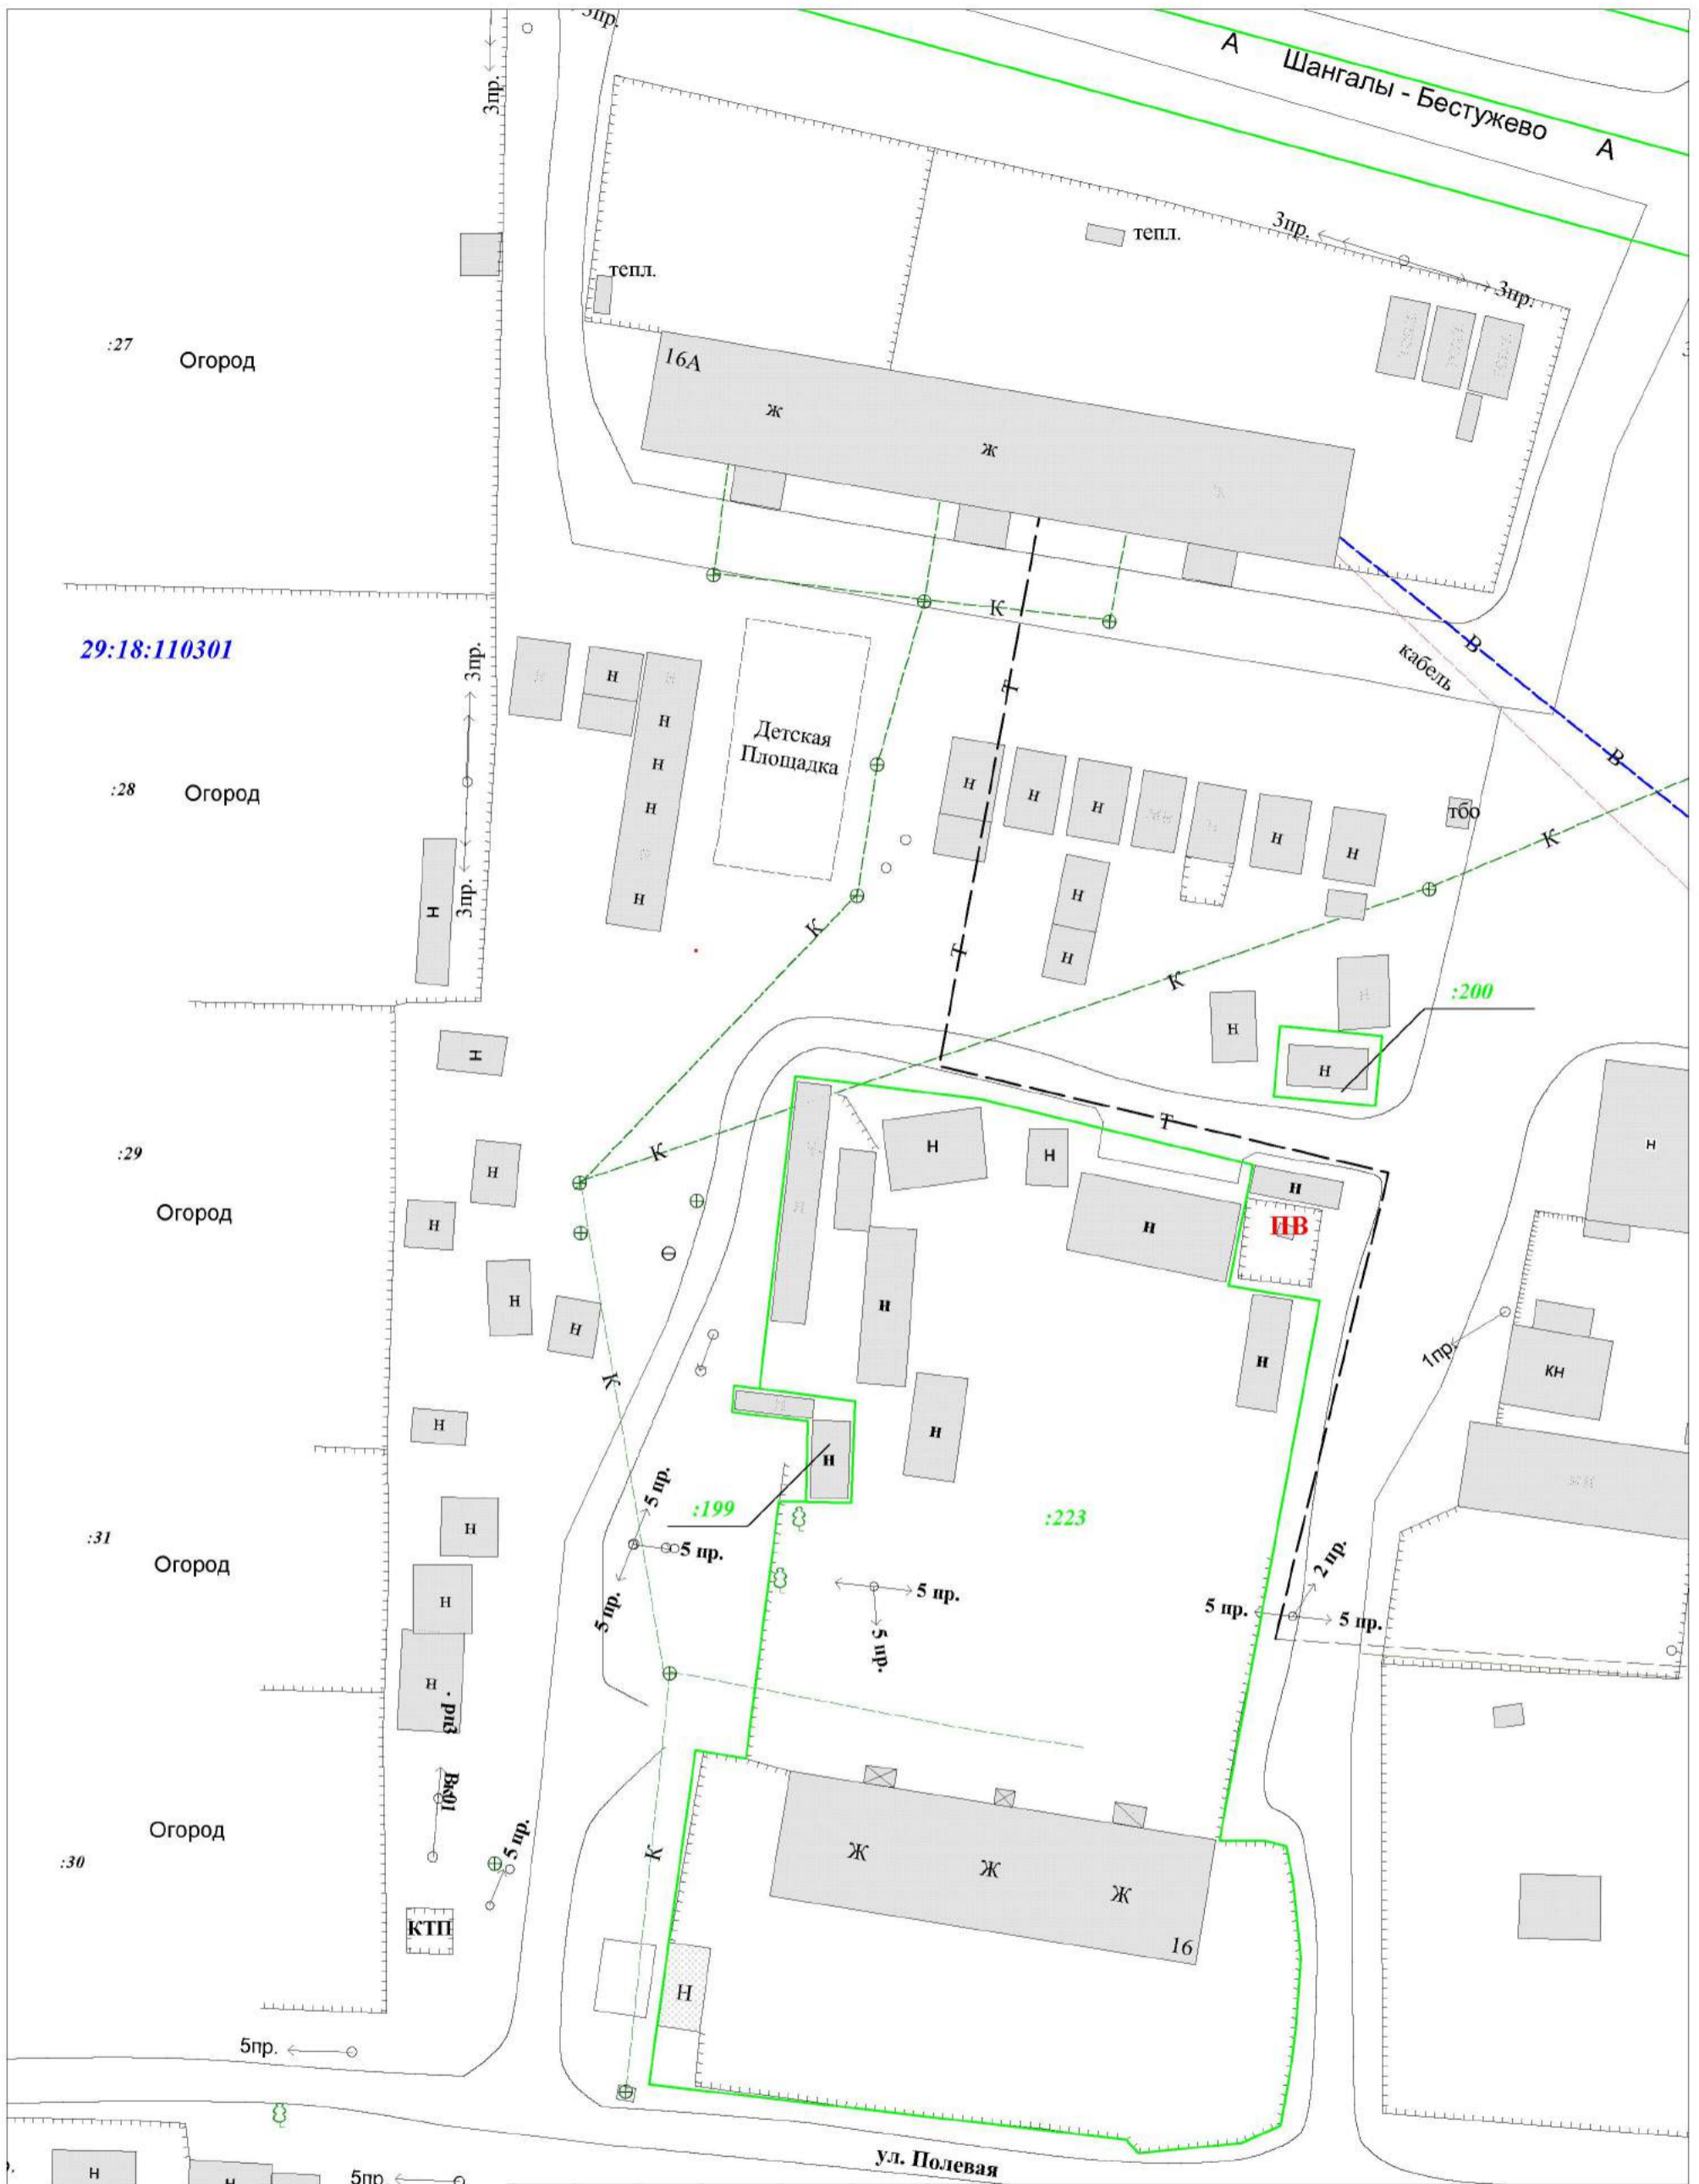 3пр.
3пр.
А
Шангалы - Бестужево
А
3пр.
тепл.
3пр.
тепл.
:27
Огород
16А
ж
ж
К
29:18:110301
3пр.
В
кабель
Н
Н
Т
Детская
Площадка
Н
В
Н
Н
Н
Н
:28
Огород
Н
тбо
Н
Н
К
Н
3пр.
Н
Н
К
Т
Н
К
:200
Н
Н
Н
Т
:29
К
Н
Н
Н
Н
Н
Огород
Н
н
н
ПВ
Н
н
Н
К
1пр.
н
КН
Н
н
н
5 пр.
:199
:223
Н
:31
Огород
5 пр.
2 пр.
Н
5 пр.
5 пр.
5 пр.
5 пр.
5 пр.
Н
3пр.
Вк01
Огород
5 пр.
К
Ж
Ж
Ж
:30
КТП
16
Н
5пр.
ул. Полевая
Н
Н
5пр.